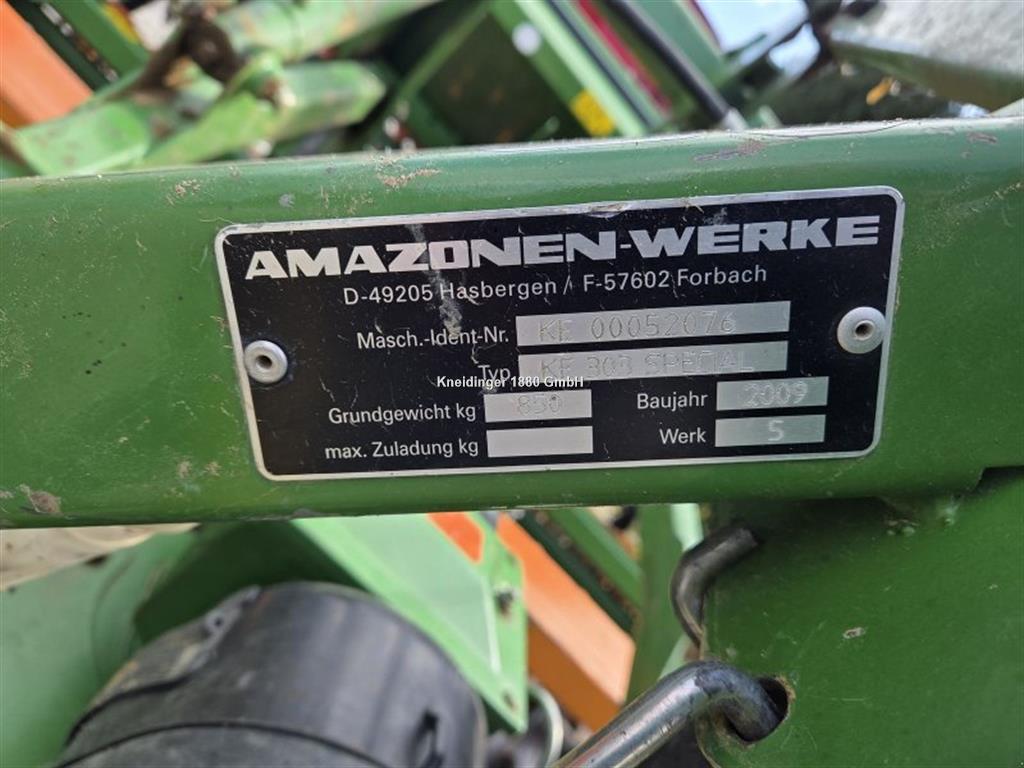 AMAZONEN-WERKE
D-49205 Hasbergen / F-57602 Forbach
Masch.-Ident-Nr. KE 00052076
Typ KE 303 SPECIAL
Kneidinger 1880 GmbH
Grundgewicht kg 850 Baujahr 2009
max. Zuladung kg Werk S